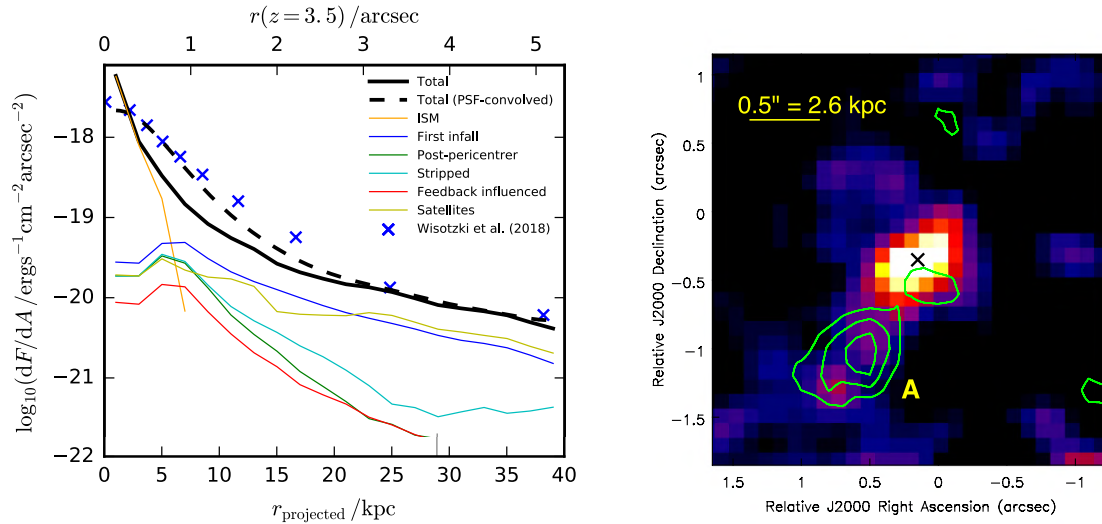 r(z = 3.5) /arcsec
0 1 2 3 4 5
log₁₀(dF/dA /ergs⁻¹cm⁻²arcsec⁻²)
−18
−19
−20
−21
−22
Total
Total (PSF-convolved)
ISM
First infall
Post-pericentrer
Stripped
Feedback influenced
Satellites
Wisotzki et al. (2018)
0 5 10 15 20 25 30 35 40
r_projected /kpc
Relative J2000 Declination (arcsec)
1
0.5
0
−0.5
−1
−1.5
0.5" = 2.6 kpc
A
1.5 1 0.5 0 −0.5 −1
Relative J2000 Right Ascension (arcsec)